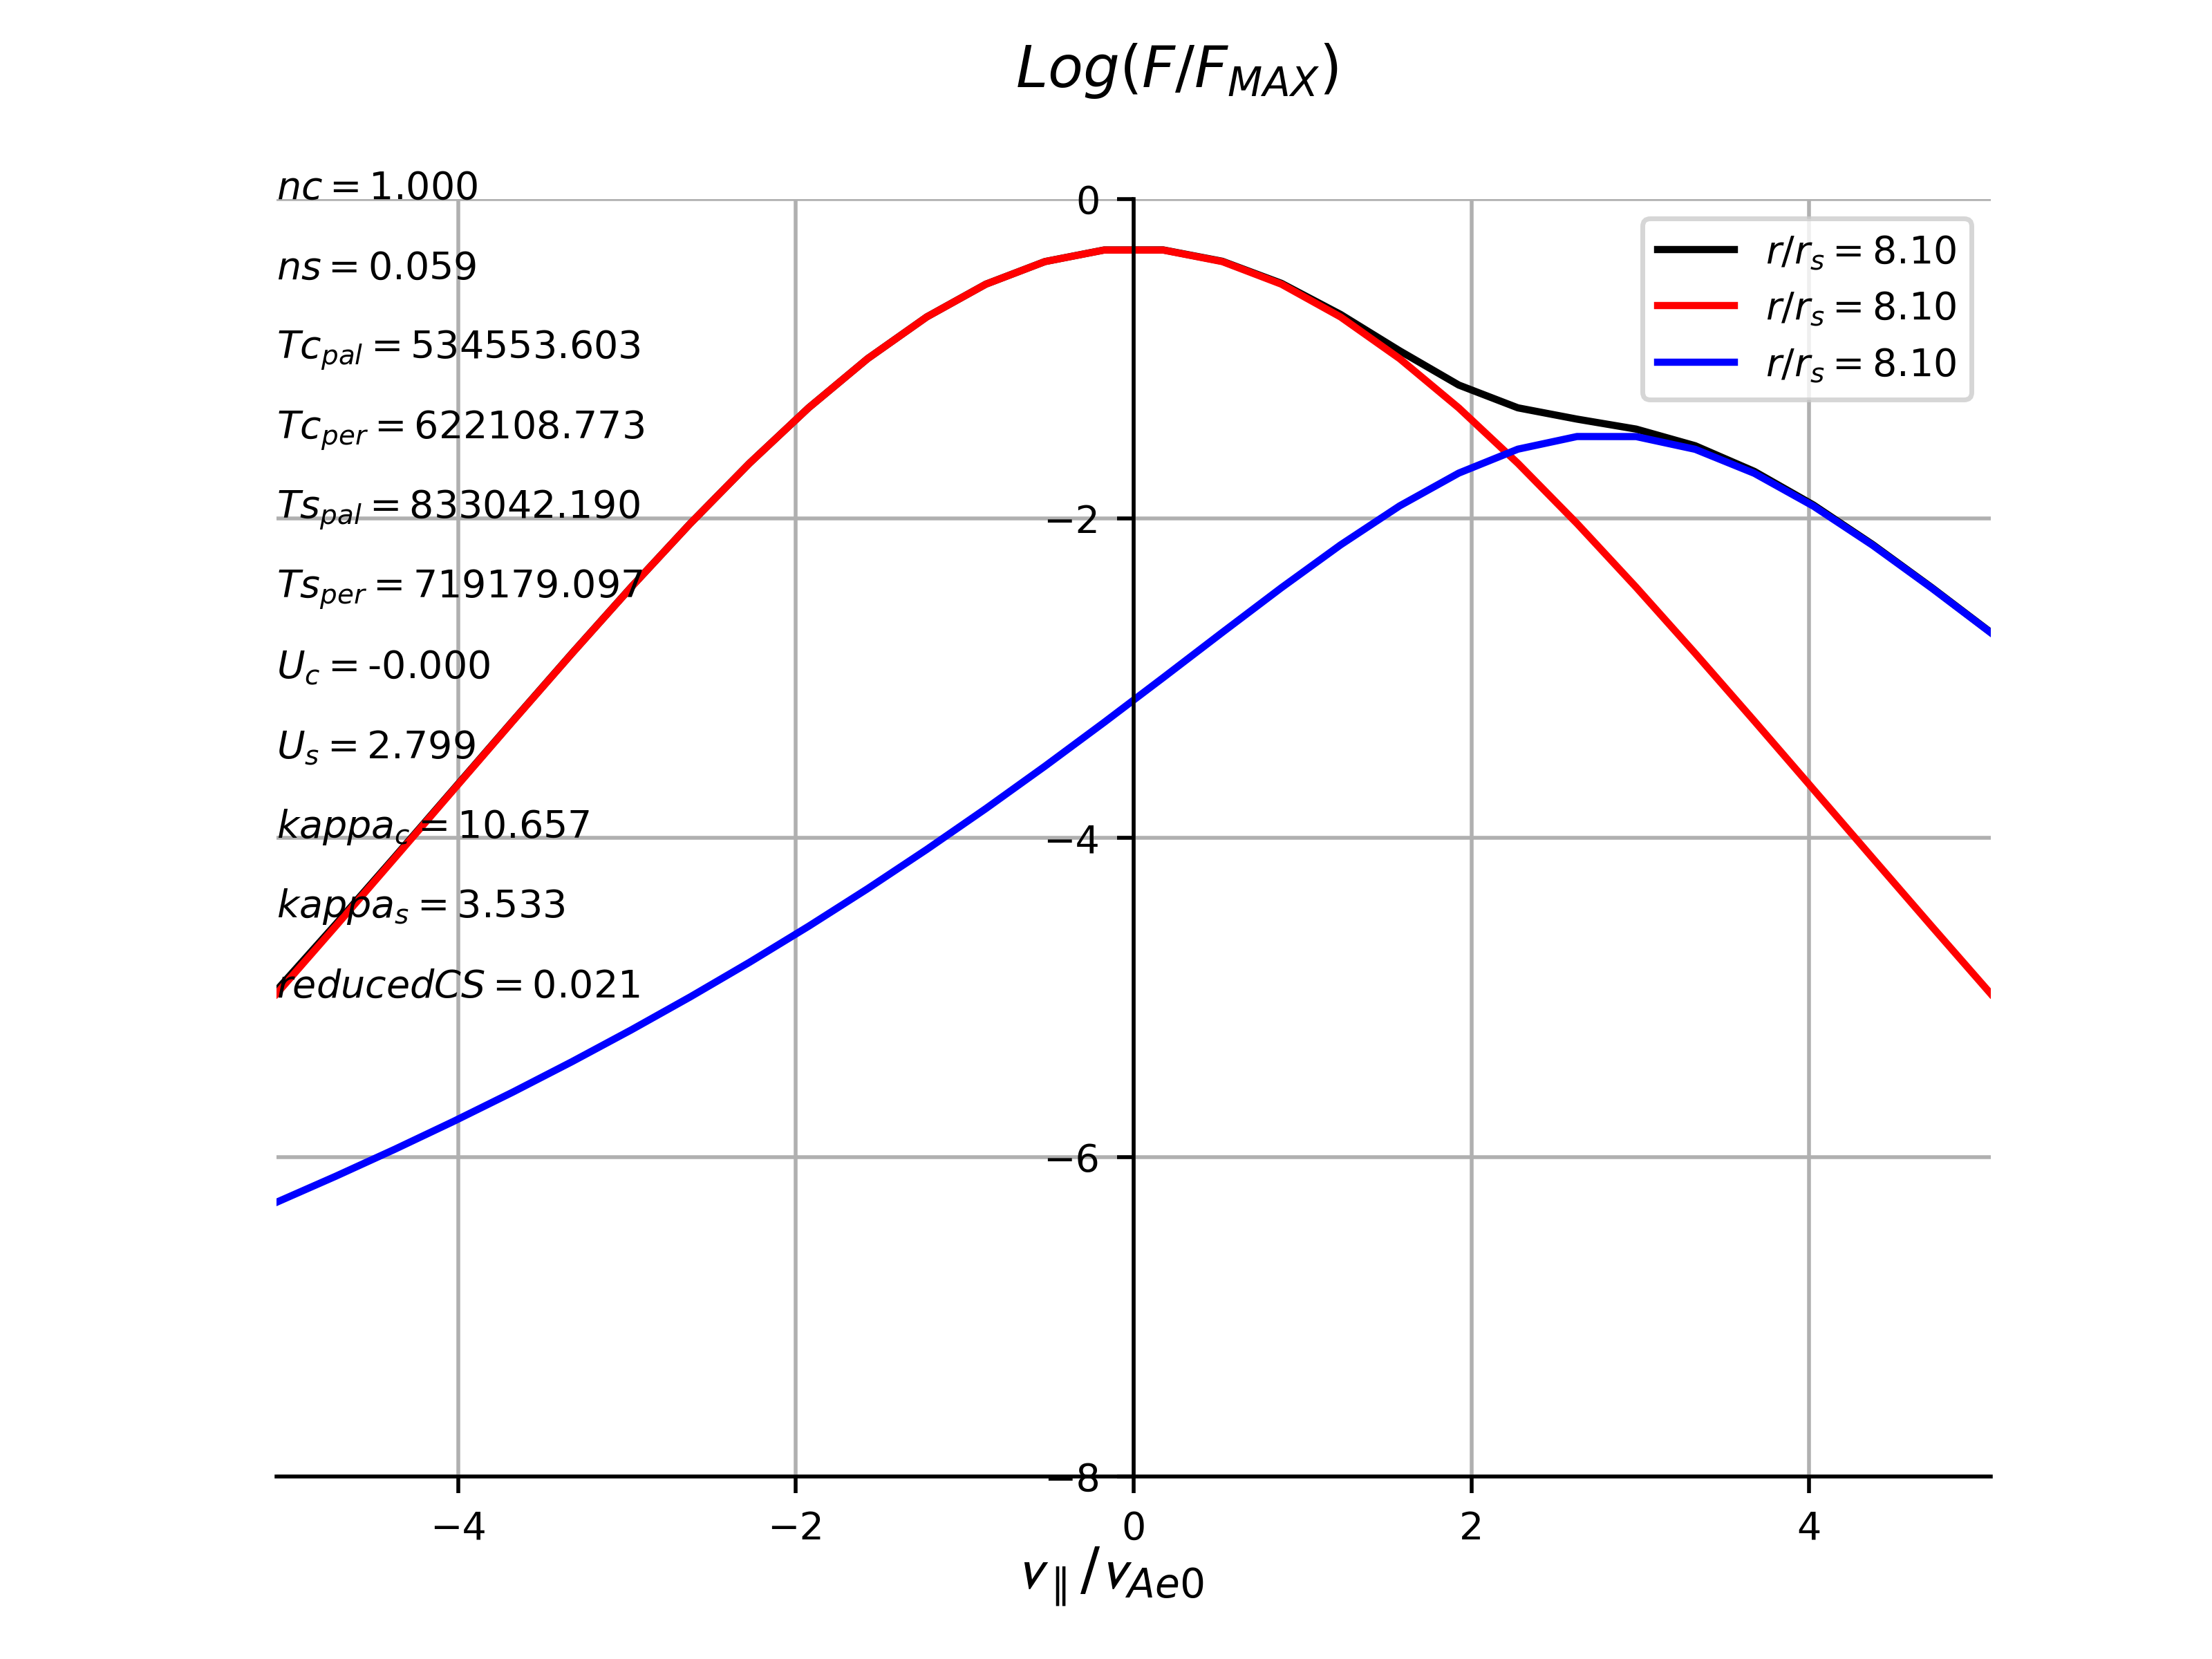 Log(F/F_MAX)
nc = 1.000
ns = 0.059
Tc_pal = 534553.603
Tc_per = 622108.773
Ts_pal = 833042.190
Ts_per = 719179.097
U_c = -0.000
U_s = 2.799
kappa_c = 10.657
kappa_s = 3.533
reducedCS = 0.021
r/r_s = 8.10
r/r_s = 8.10
r/r_s = 8.10
0
−2
−4
−6
−8
−4 −2 0 2 4
v_∥/v_Ae0